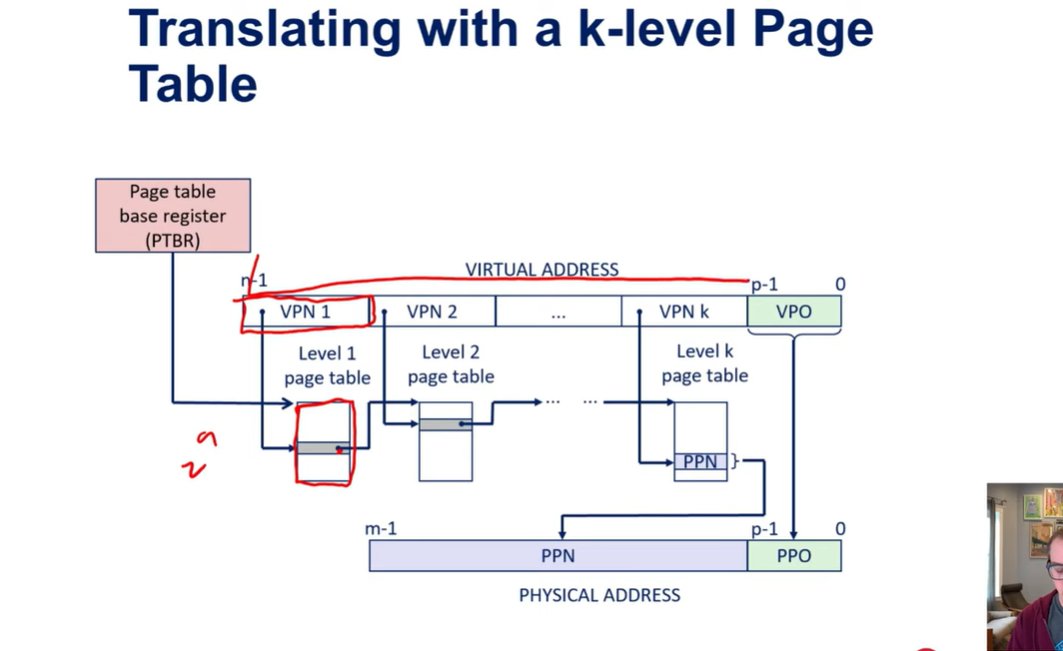 Translating with a k-level Page
Table
Page table
base register
(PTBR)
VIRTUAL ADDRESS
n-1
p-1
0
VPN 1
VPN 2
...
VPN k
VPO
Level 1
page table
Level 2
page table
Level k
page table
...
...
2 9
PPN
m-1
p-1
0
PPN
PPO
PHYSICAL ADDRESS